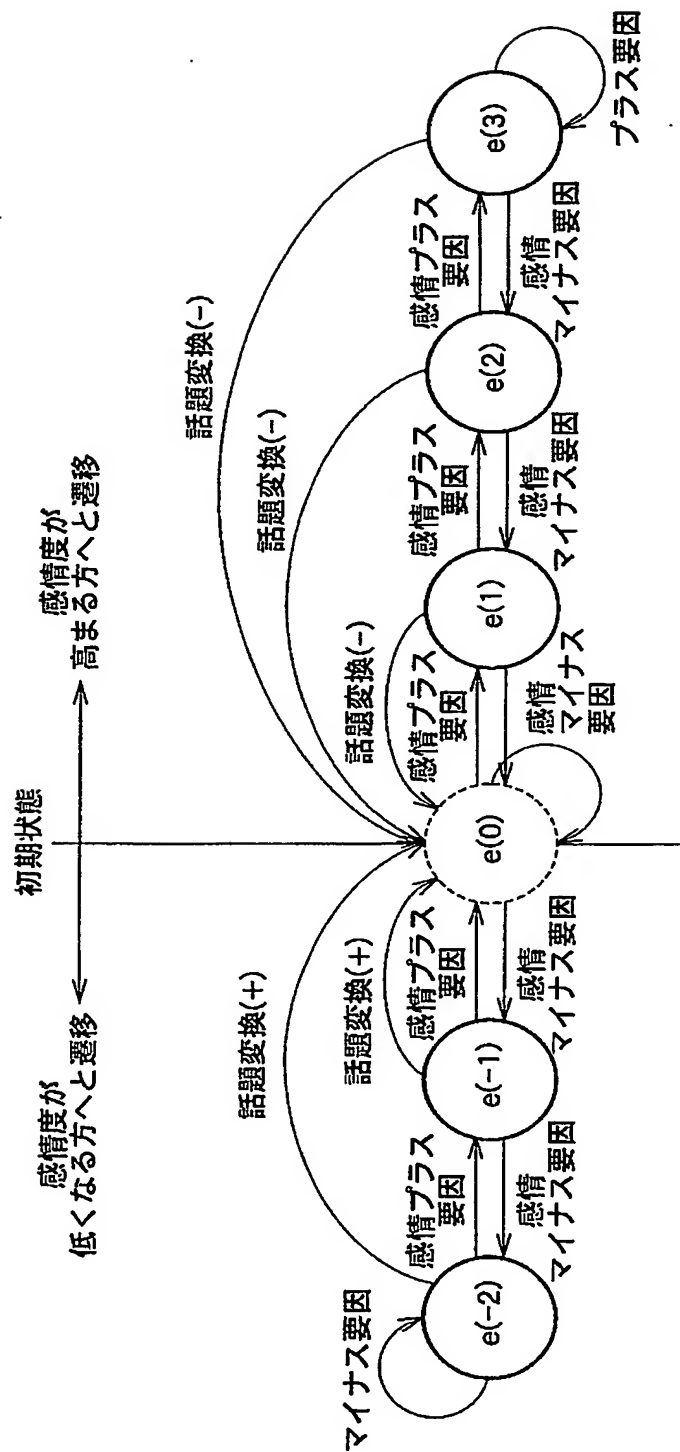 初期状態
感情度が
低くなる方へと遷移
感情度が
高まる方へと遷移
話題変換(+)
話題変換(+)
話題変換(-)
話題変換(-)
話題変換(-)
マイナス要因
感情プラス
要因
感情プラス
要因
感情プラス
要因
感情プラス
要因
感情プラス
要因
e(-2)
e(-1)
e(0)
e(1)
e(2)
e(3)
感情
マイナス要因
感情
マイナス要因
感情
マイナス
要因
感情
マイナス要因
感情
マイナス要因
プラス要因